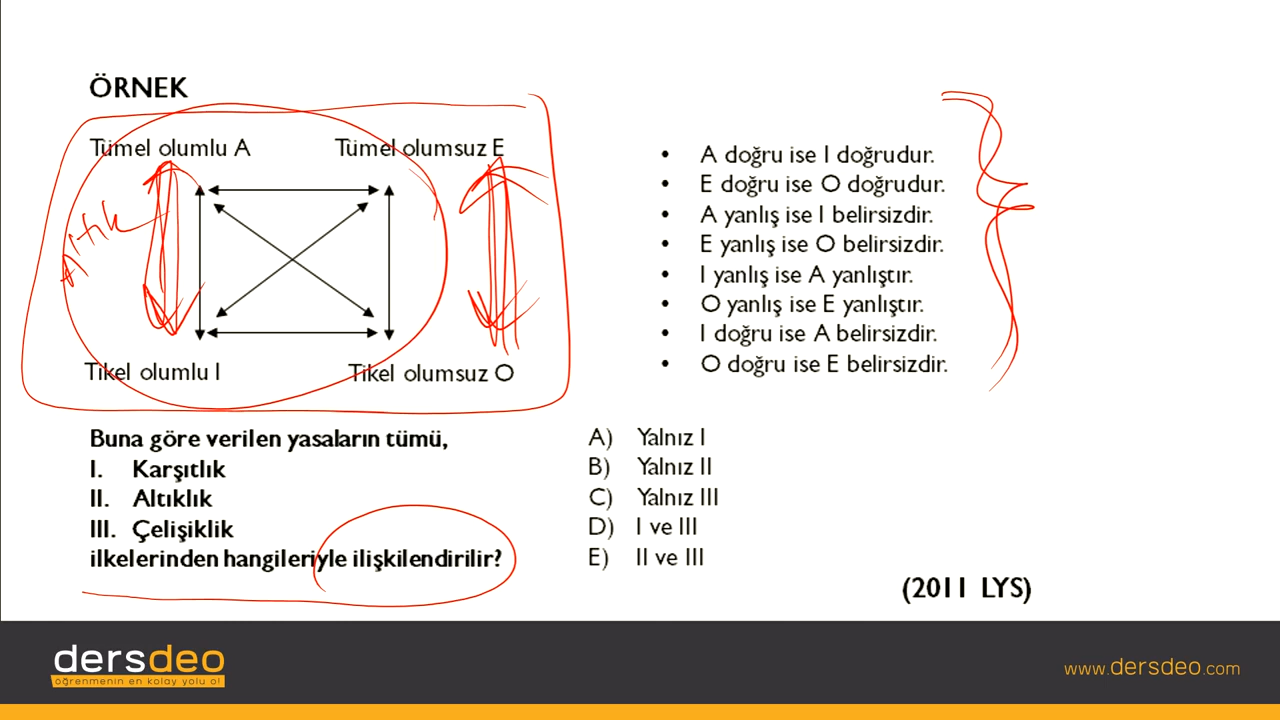 ÖRNEK
Tümel olumlu A
Tümel olumsuz E
Altık
Tikel olumlu I
Tikel olumsuz O
• A doğru ise I doğrudur.
• E doğru ise O doğrudur.
• A yanlış ise I belirsizdir.
• E yanlış ise O belirsizdir.
• I yanlış ise A yanlıştır.
• O yanlış ise E yanlıştır.
• I doğru ise A belirsizdir.
• O doğru ise E belirsizdir.
Buna göre verilen yasaların tümü,
I. Karşıtlık
II. Altıklık
III. Çelişiklik
ilkelerinden hangileriyle ilişkilendirilir?
A) Yalnız I
B) Yalnız II
C) Yalnız III
D) I ve III
E) II ve III
(2011 LYS)
dersdeo
öğrenmenin en kolay yolu o!
www.dersdeo.com